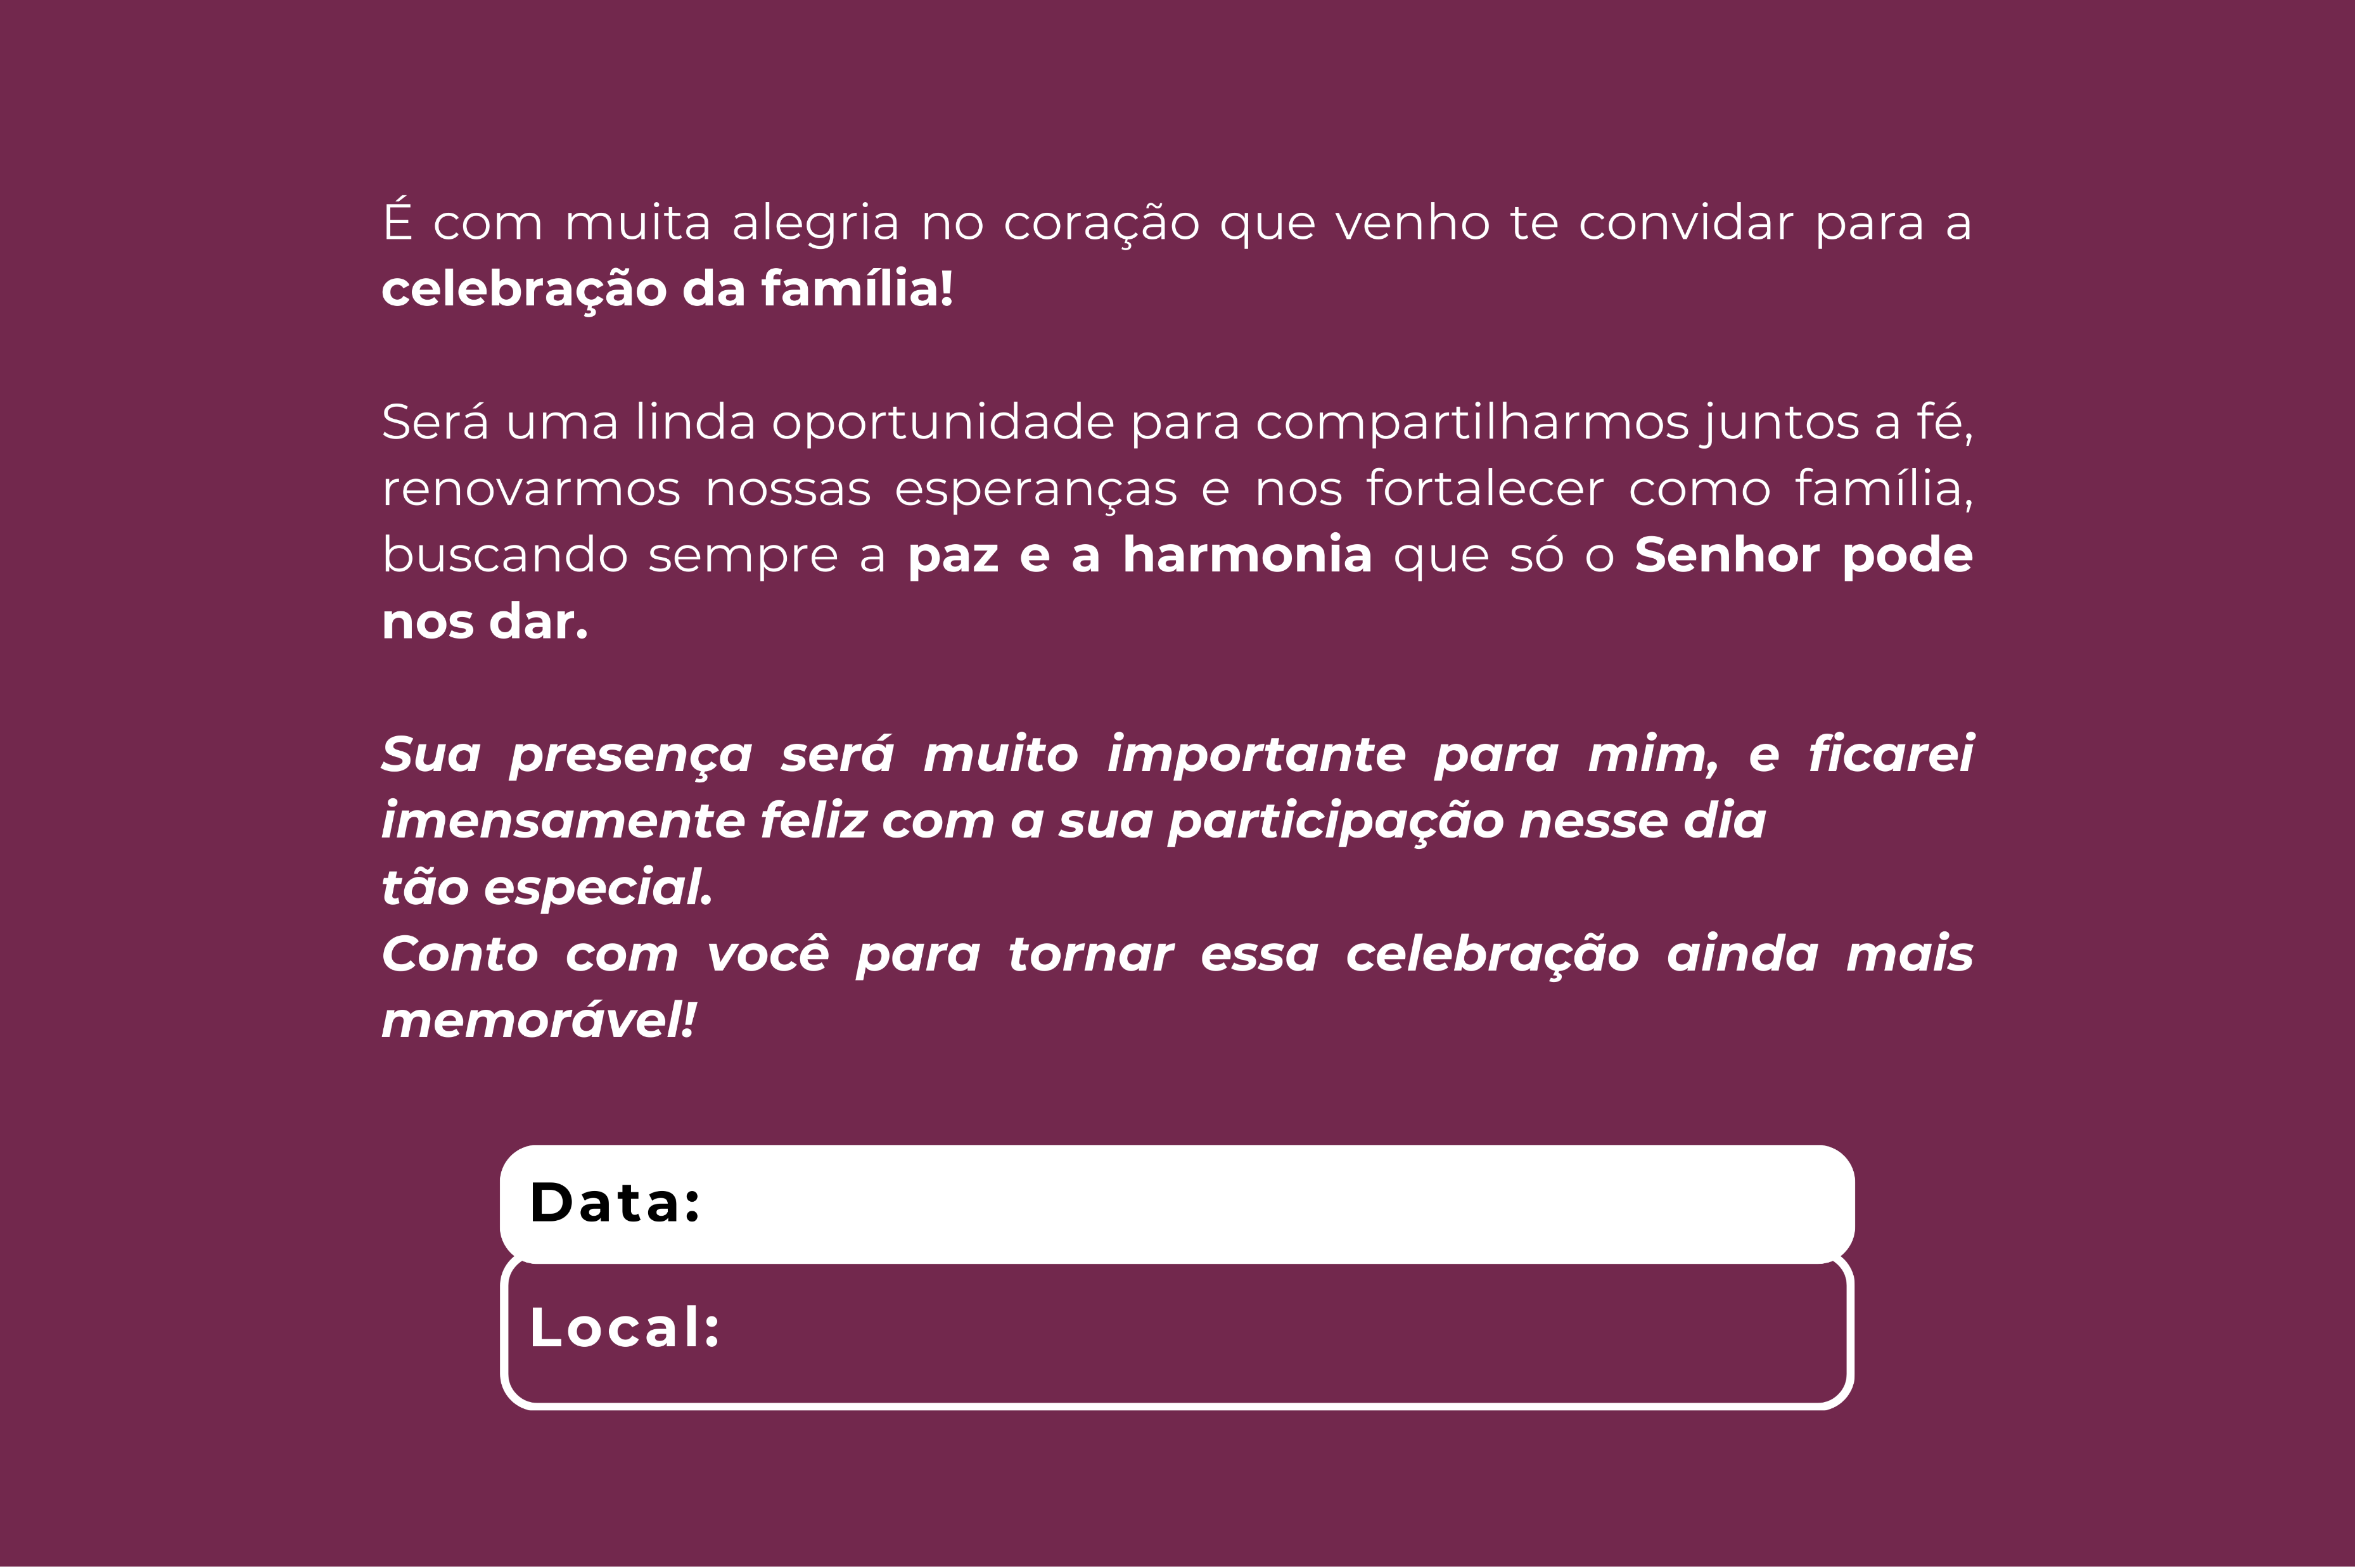 É com muita alegria no coração que venho te convidar para a
celebração da família!
Será uma linda oportunidade para compartilharmos juntos a fé,
renovarmos nossas esperanças e nos fortalecer como família,
buscando sempre a paz e a harmonia que só o Senhor pode
nos dar.
Sua presença será muito importante para mim, e ficarei
imensamente feliz com a sua participação nesse dia
tão especial.
Conto com você para tornar essa celebração ainda mais
memorável!
Data:
Local: